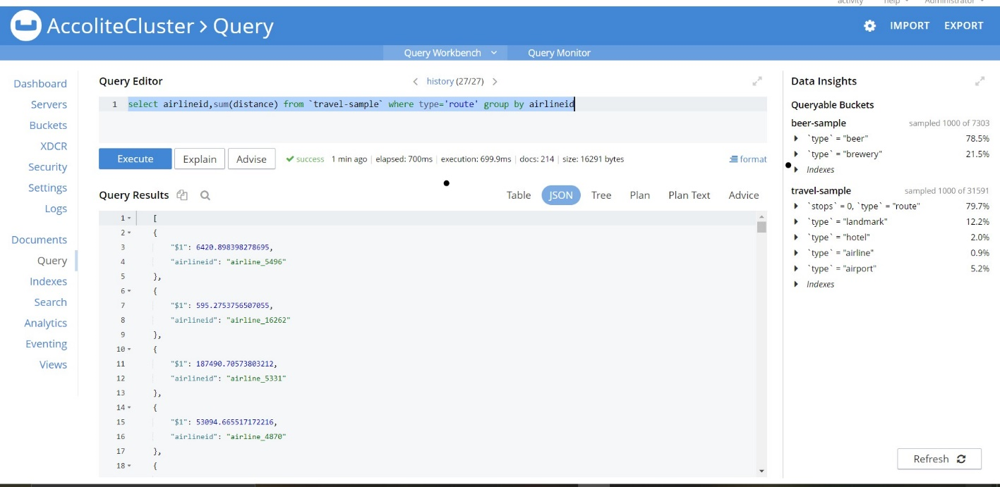 activity help Administrator
AccoliteCluster > Query
IMPORT EXPORT
Query Workbench Query Monitor
Dashboard
Servers
Buckets
XDCR
Security
Settings
Logs
Documents
Query
Indexes
Search
Analytics
Eventing
Views
Query Editor
history (27/27)
1 select airlineid,sum(distance) from `travel-sample` where type='route' group by airlineid
Execute Explain Advise success 1 min ago | elapsed: 700ms | execution: 699.9ms | docs: 214 | size: 16291 bytes
format
Query Results
Table JSON Tree Plan Plan Text Advice
1 [
2 {
3 "$1": 6420.898398278695,
4 "airlineid": "airline_5496"
5 },
6 {
7 "$1": 595.2753756507055,
8 "airlineid": "airline_16262"
9 },
10 {
11 "$1": 187490.70573803212,
12 "airlineid": "airline_5331"
13 },
14 {
15 "$1": 53094.665517172216,
16 "airlineid": "airline_4870"
17 },
18 {
Data Insights
Queryable Buckets
beer-sample sampled 1000 of 7303
`type` = "beer" 78.5%
`type` = "brewery" 21.5%
Indexes
travel-sample sampled 1000 of 31591
`stops` = 0, `type` = "route" 79.7%
`type` = "landmark" 12.2%
`type` = "hotel" 2.0%
`type` = "airline" 0.9%
`type` = "airport" 5.2%
Indexes
Refresh